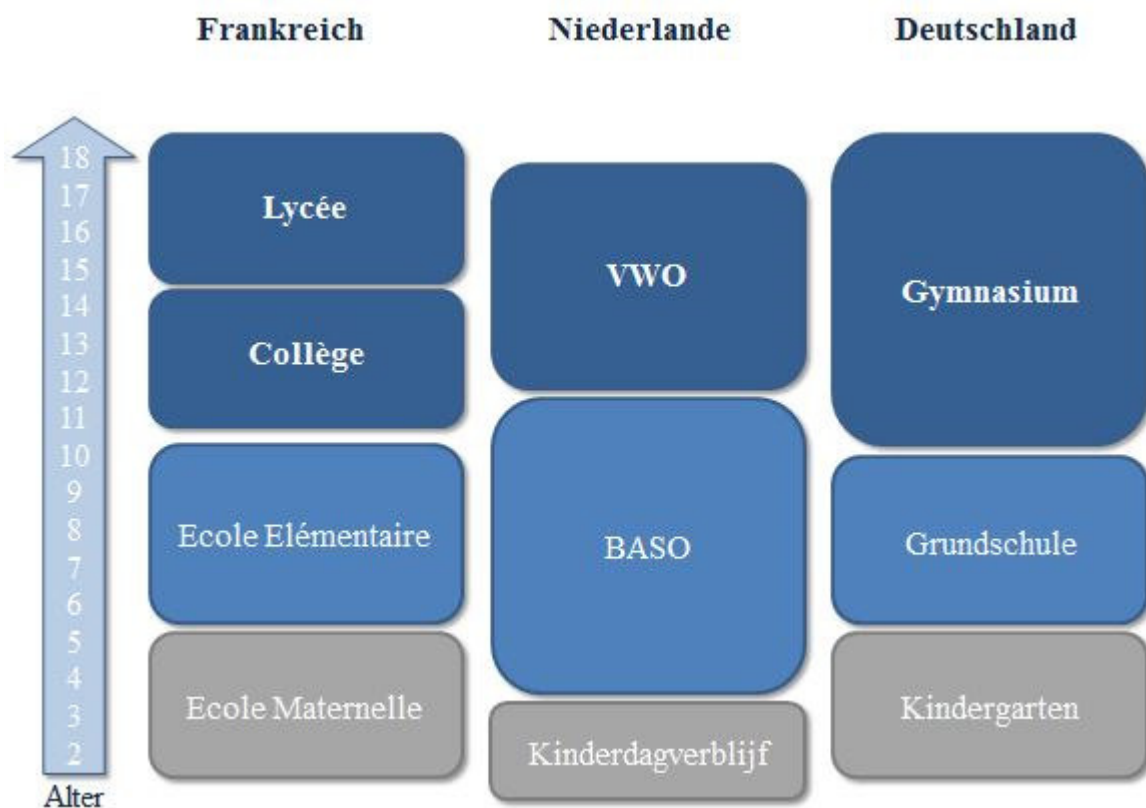 Frankreich
Niederlande
Deutschland
18
17
16
15
14
13
12
11
10
9
8
7
6
5
4
3
2
Alter
Lycée
Collège
Ecole Elémentaire
Ecole Maternelle
VWO
BASO
Kinderdagverblijf
Gymnasium
Grundschule
Kindergarten